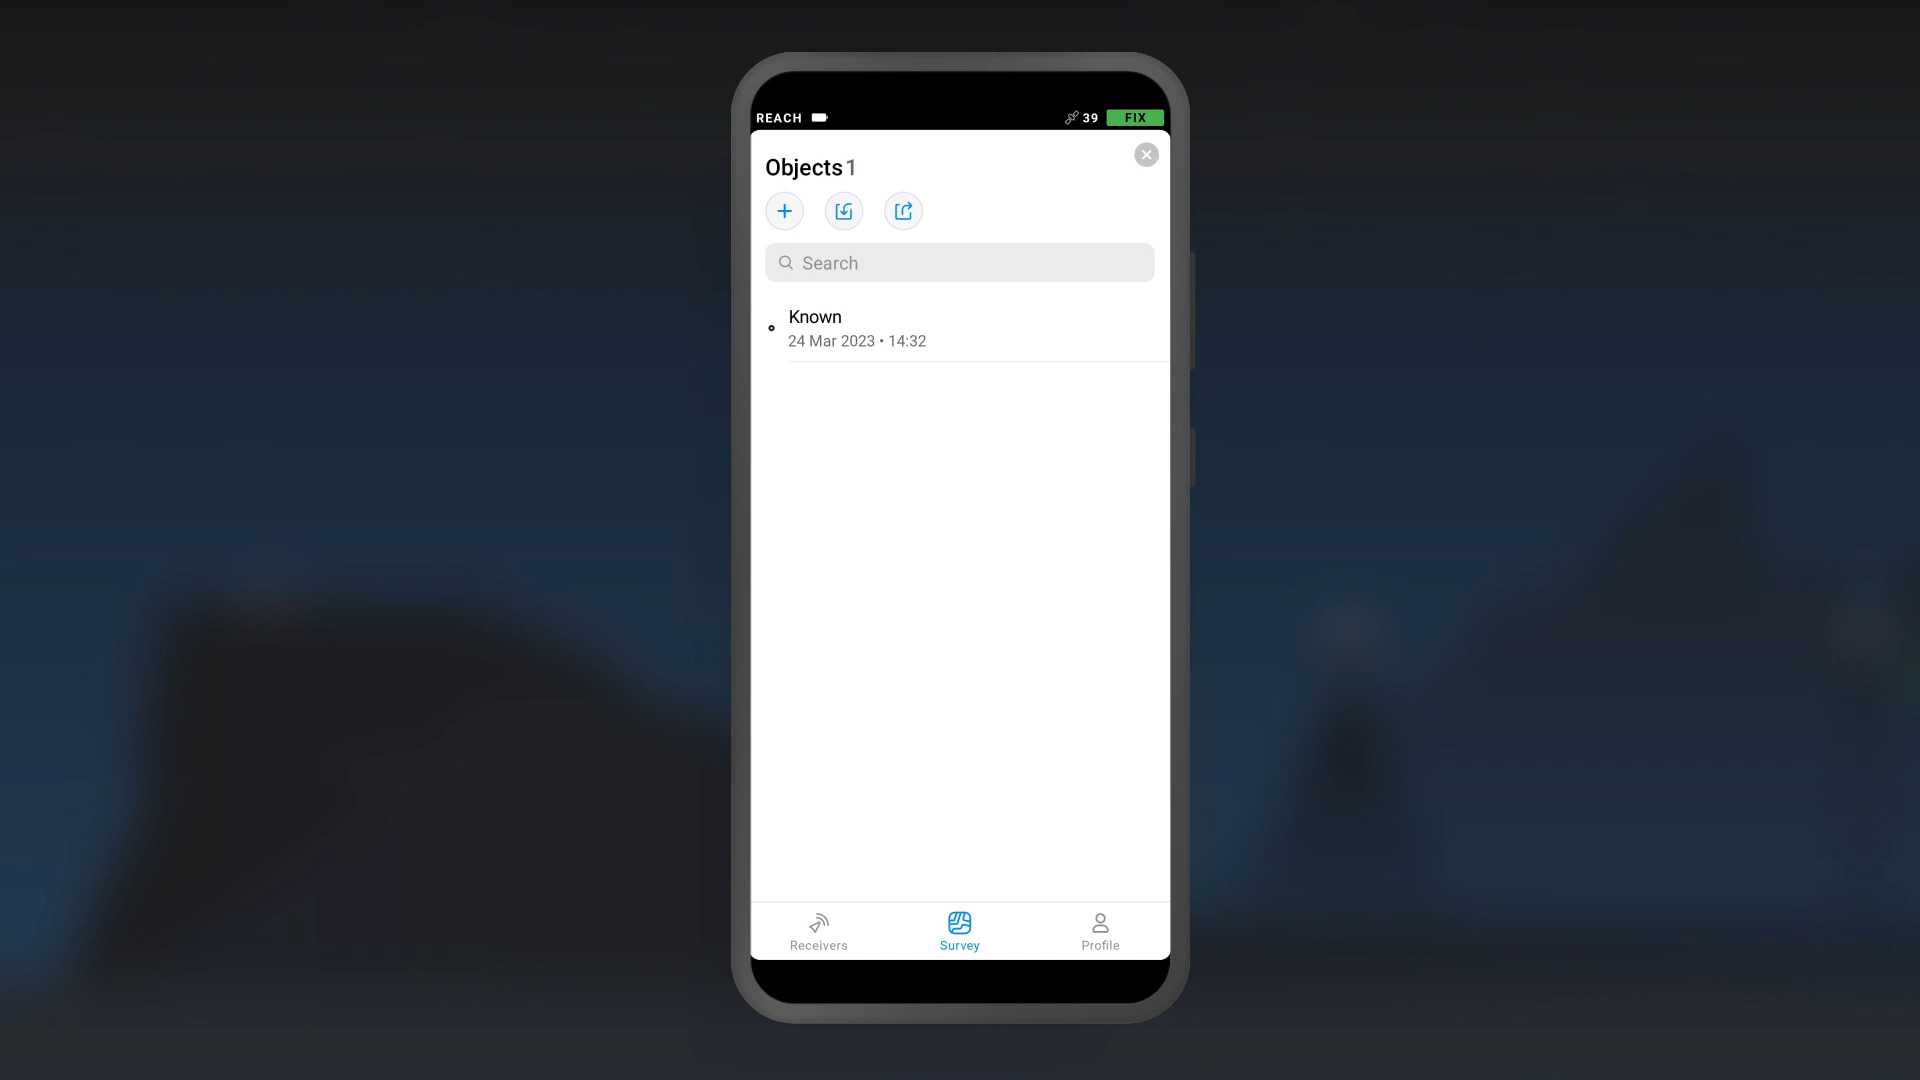 REACH 39 FIX
Objects 1
Search
Known
24 Mar 2023 • 14:32
Receivers Survey Profile